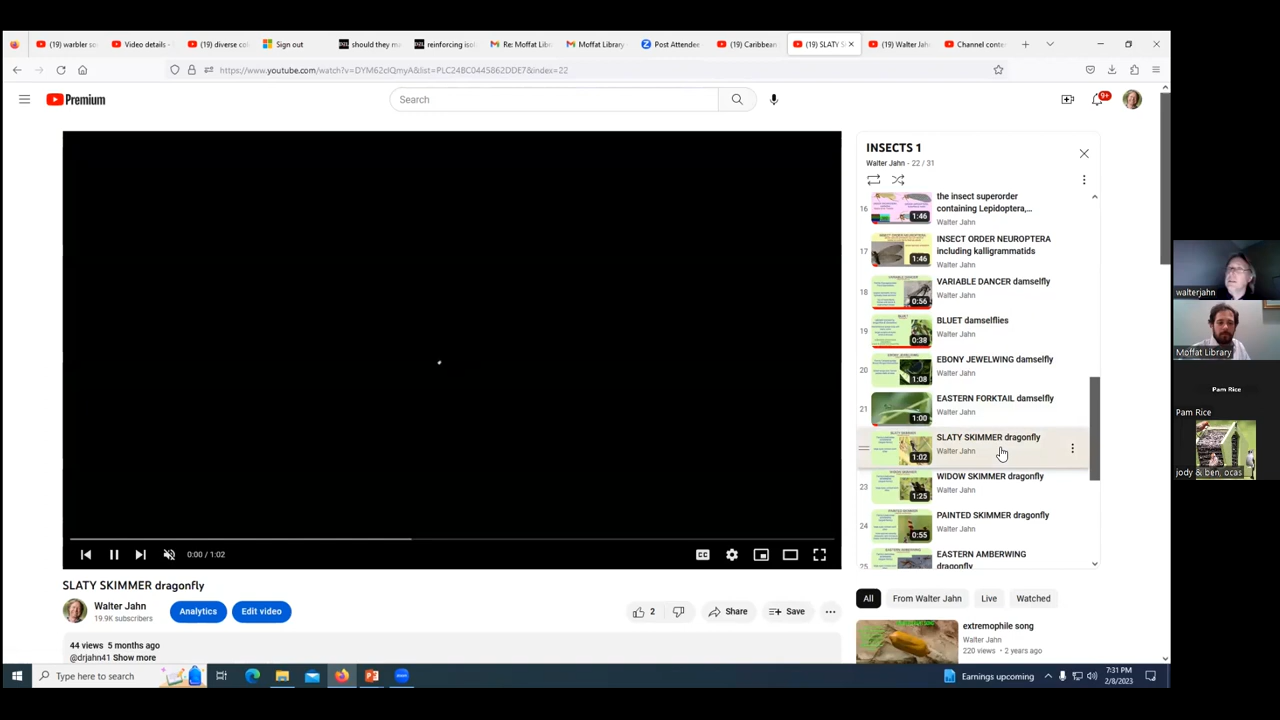 (19) warbler so
Video details -
(19) diverse col
Sign out
should they ma
reinforcing isol
Re: Moffat Libr
Moffat Library
Post Attendee
(19) Caribbean
(19) SLATY S
(19) Walter Jahn
Channel conte
https://www.youtube.com/watch?v=DYM62cIQmyA&list=PLC24BC0445862DDE7&index=22
Premium
Search
9+
INSECTS 1
Walter Jahn - 22 / 31
16
the insect superorder
containing Lepidoptera,...
Walter Jahn
1:46
17
INSECT ORDER NEUROPTERA
including kalligrammatids
Walter Jahn
1:46
18
VARIABLE DANCER damselfly
Walter Jahn
0:56
19
BLUET damselflies
Walter Jahn
0:38
20
EBONY JEWELWING damselfly
Walter Jahn
1:08
21
EASTERN FORKTAIL damselfly
Walter Jahn
1:00
SLATY SKIMMER dragonfly
Walter Jahn
1:02
23
WIDOW SKIMMER dragonfly
Walter Jahn
1:25
24
PAINTED SKIMMER dragonfly
Walter Jahn
0:55
25
EASTERN AMBERWING
dragonfly
walterjahn
Moffat Library
Pam Rice
Pam Rice
jody & ben, ocas
0:00 / 1:02
CC
SLATY SKIMMER dragonfly
Walter Jahn
19.9K subscribers
Analytics
Edit video
2
Share
Save
44 views 5 months ago
@drjahn41 Show more
All
From Walter Jahn
Live
Watched
extremophile song
Walter Jahn
220 views • 2 years ago
Type here to search
Earnings upcoming
7:31 PM
2/8/2023